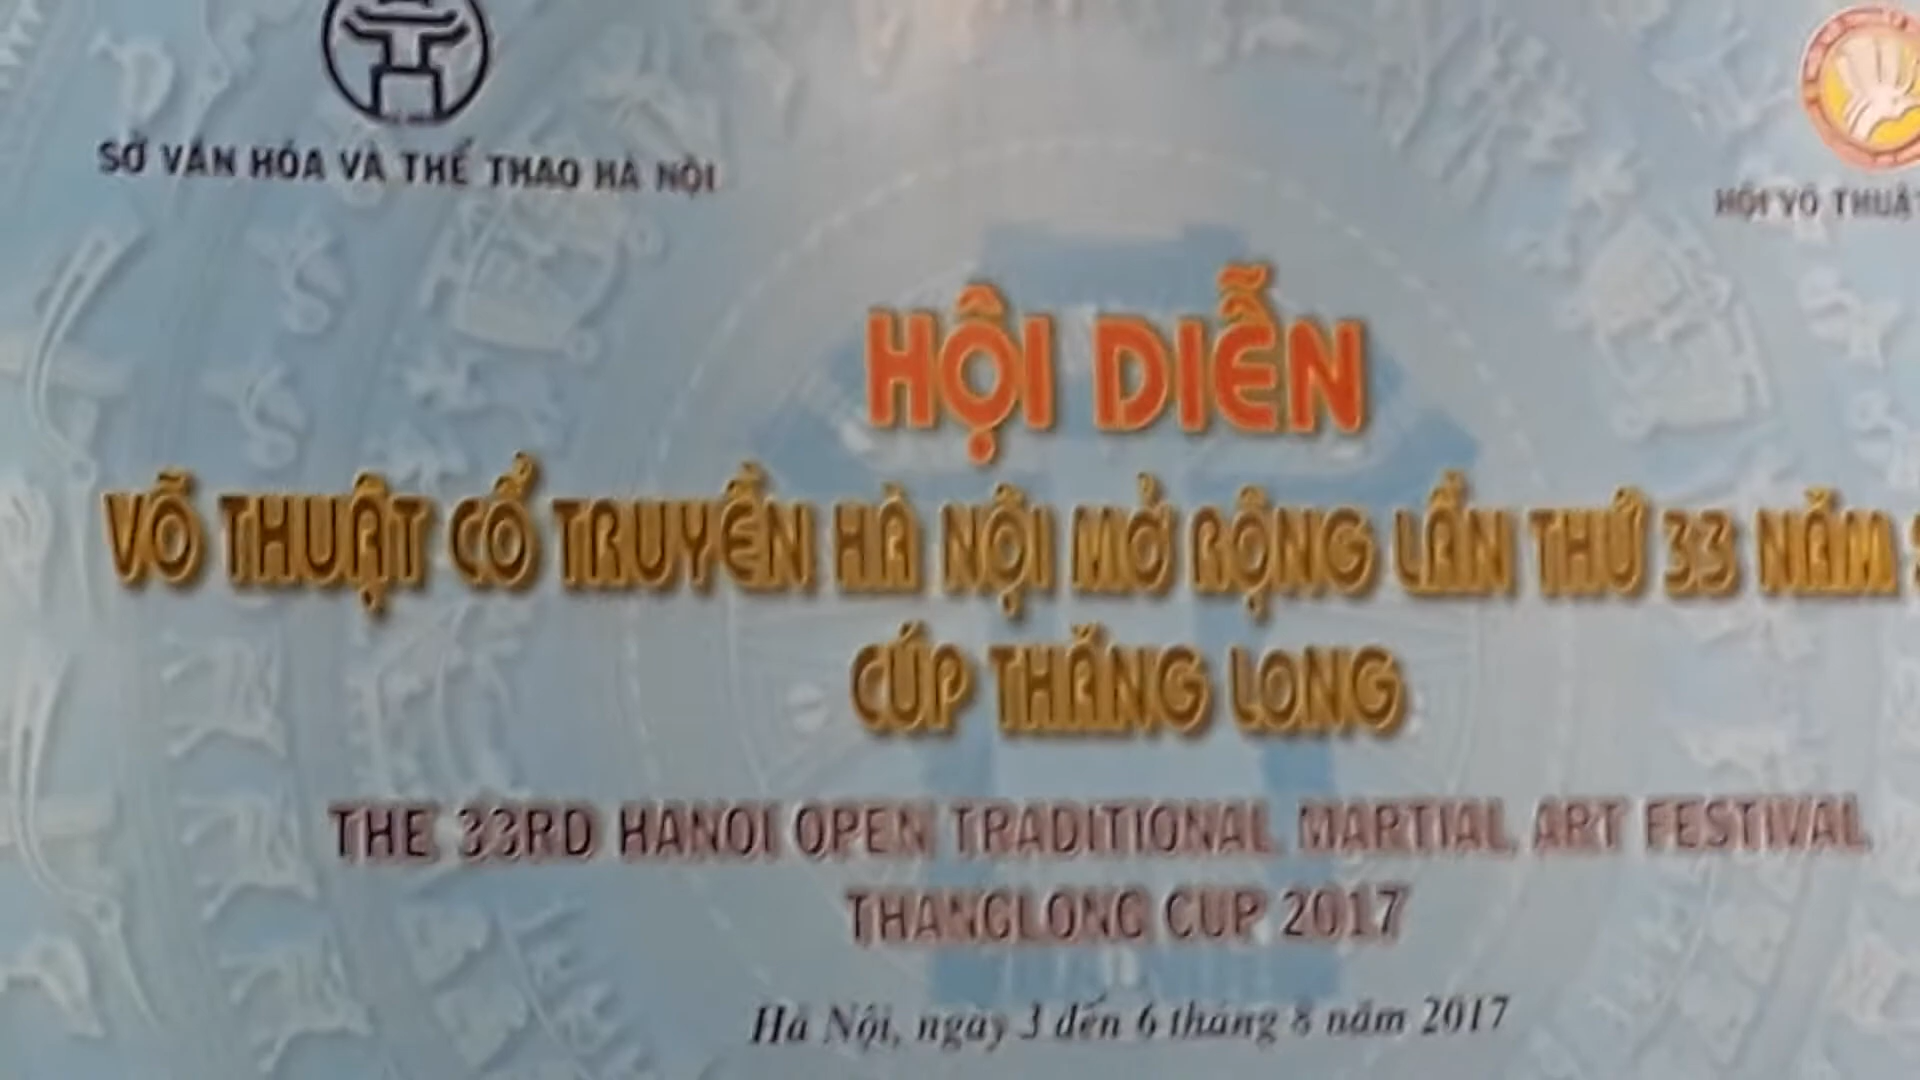 SỞ VĂN HÓA VÀ THỂ THAO HÀ NỘI
HỘI VÕ THUẬT
HỘI DIỄN
VÕ THUẬT CỔ TRUYỀN HÀ NỘI MỞ RỘNG LẦN THỨ 33 NĂM
CÚP THĂNG LONG
THE 33RD HANOI OPEN TRADITIONAL MARTIAL ART FESTIVAL
THANGLONG CUP 2017
Hà Nội, ngày 3 đến 6 tháng 8 năm 2017